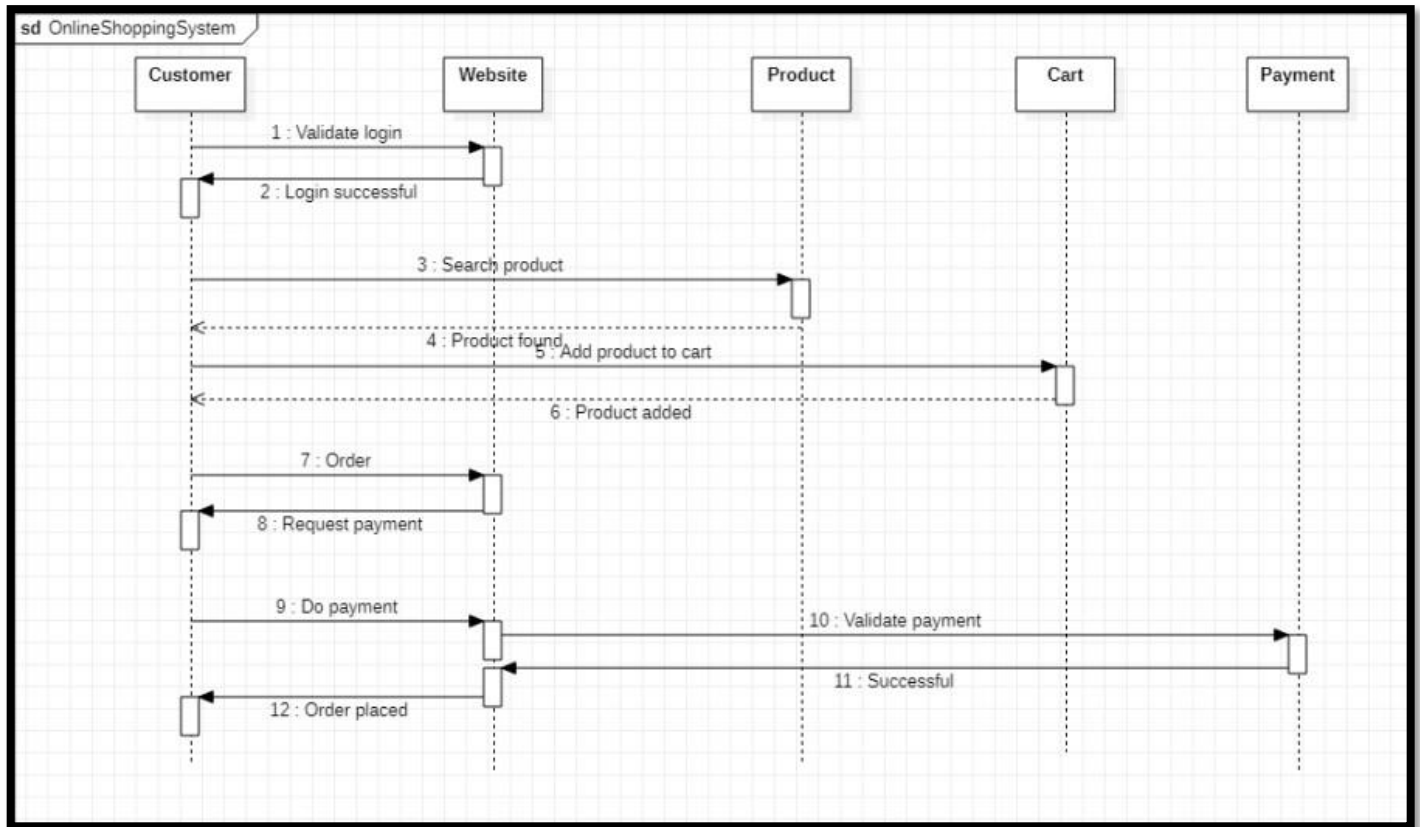 sd OnlineShoppingSystem
Customer
Website
Product
Cart
Payment
1 : Validate login
2 : Login successful
3 : Search product
4 : Product found
5 : Add product to cart
6 : Product added
7 : Order
8 : Request payment
9 : Do payment
10 : Validate payment
11 : Successful
12 : Order placed